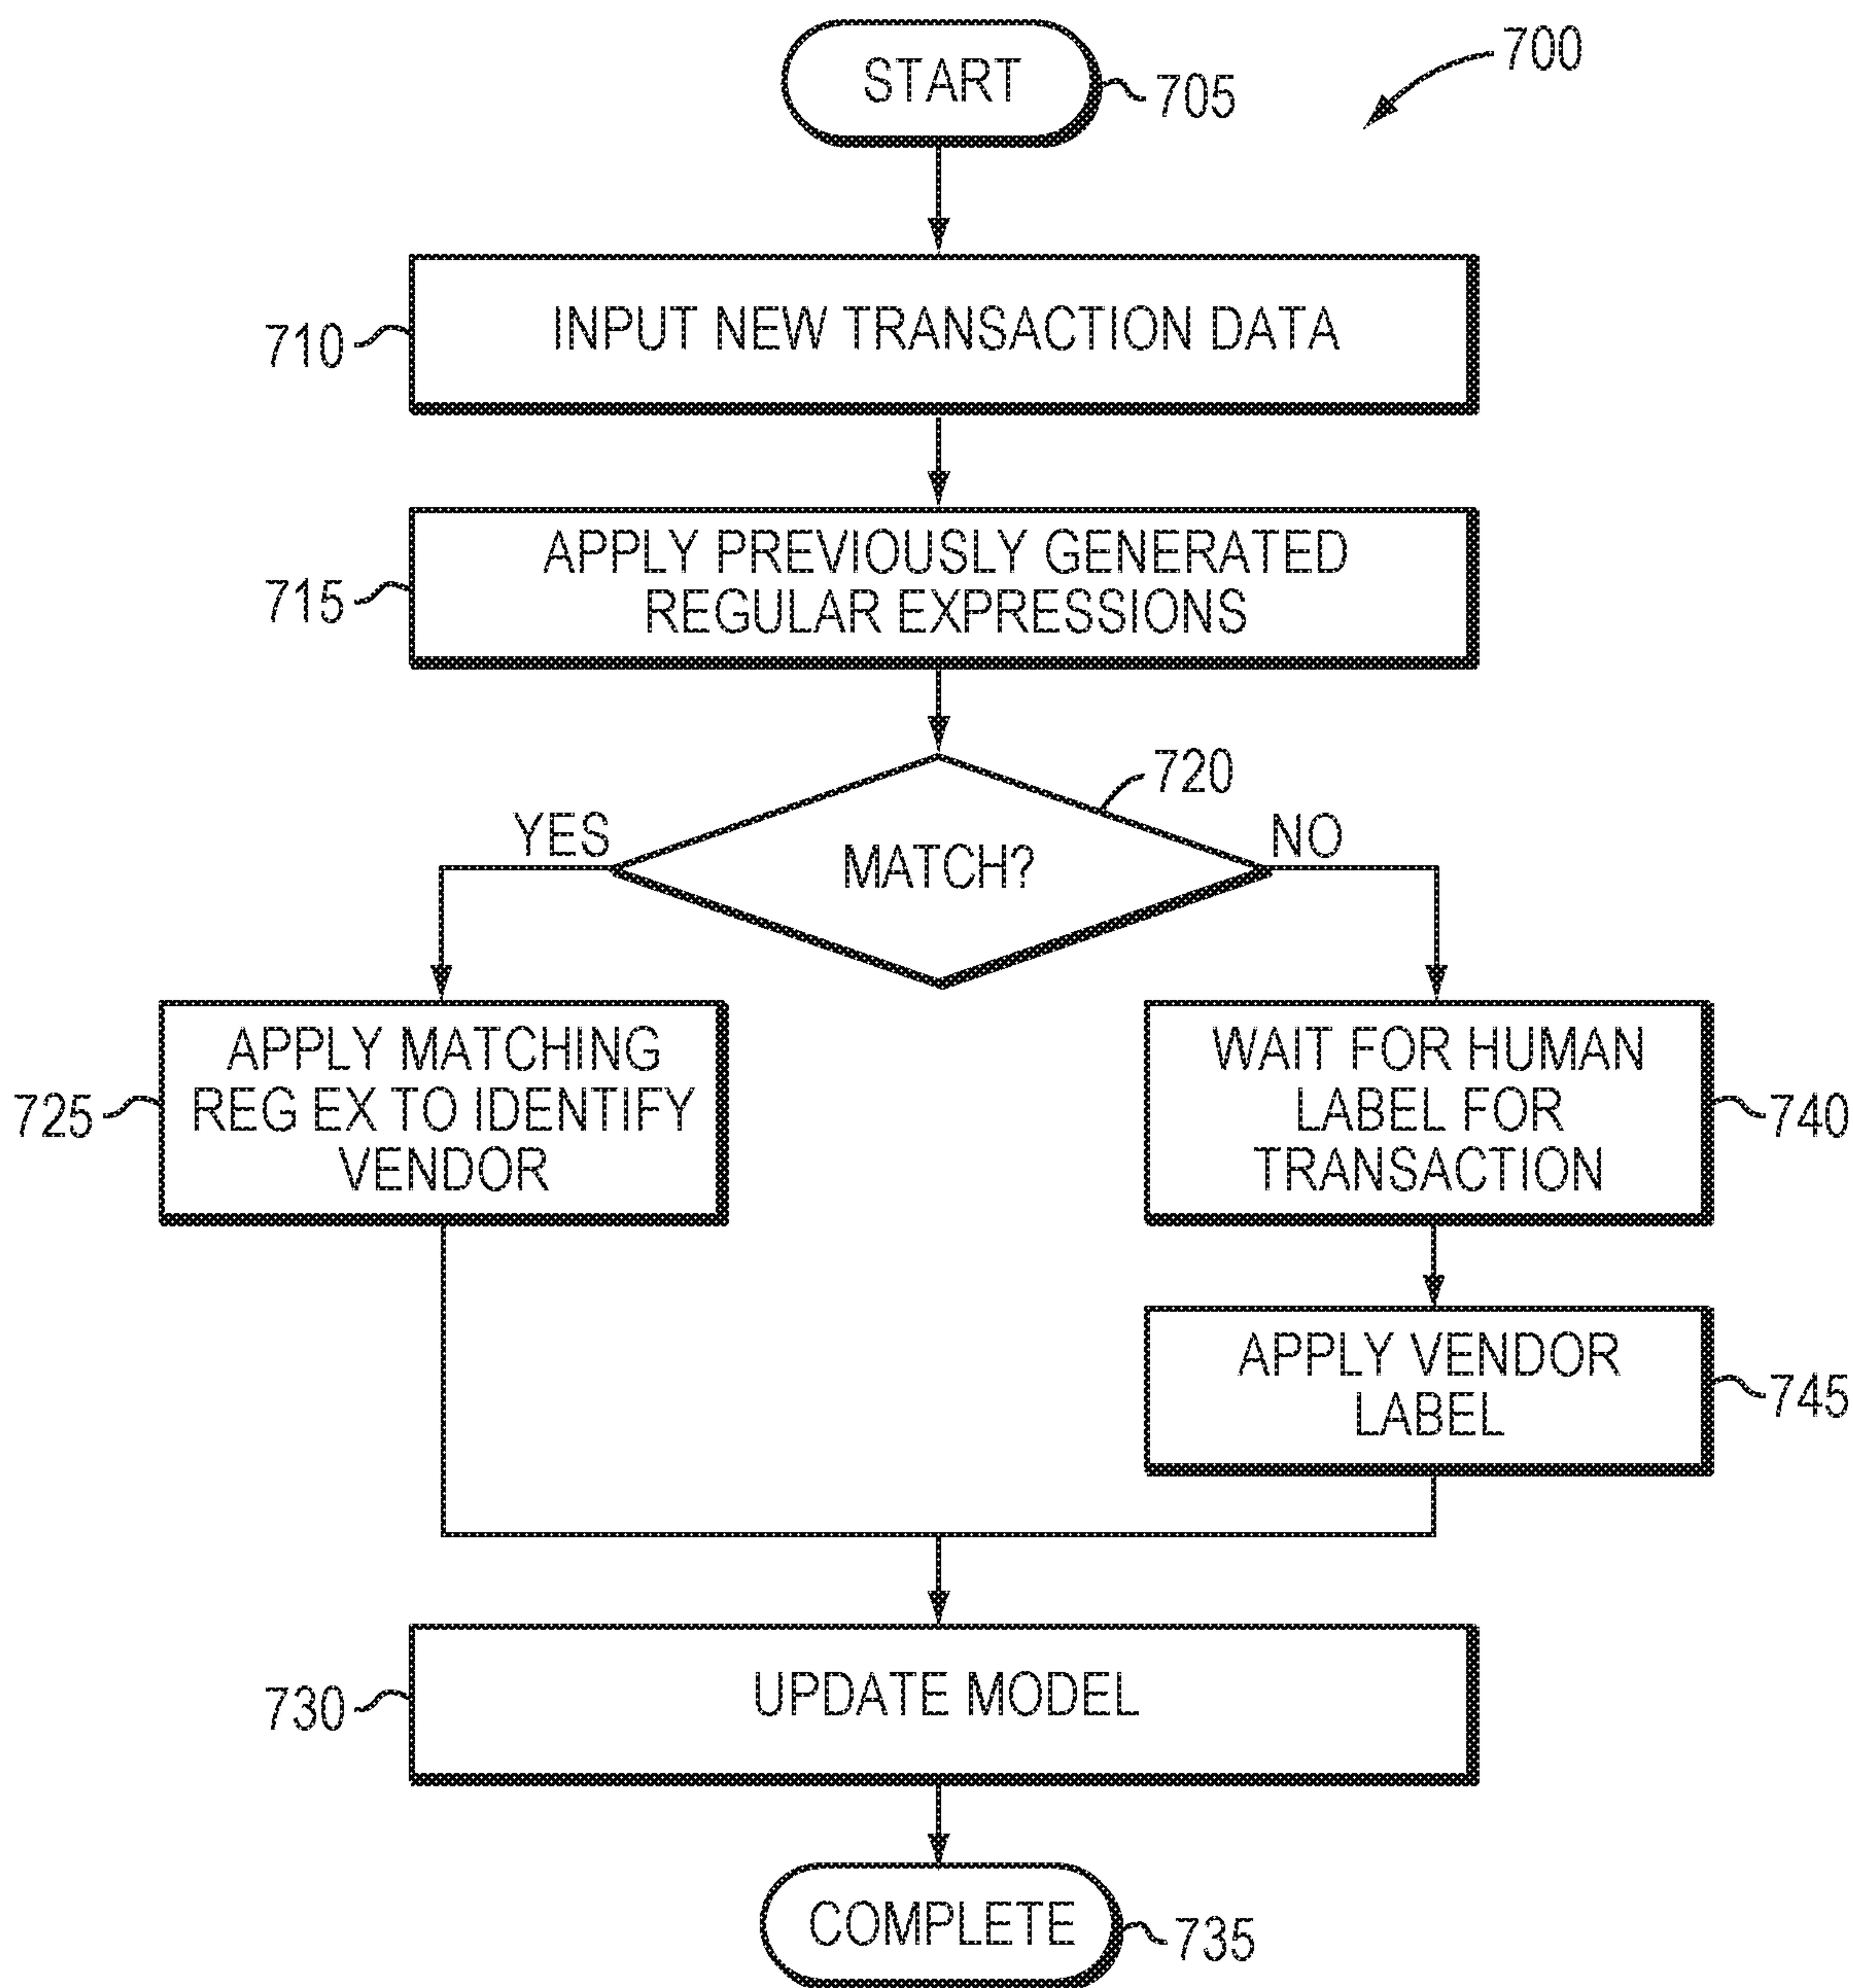 700
START
705
INPUT NEW TRANSACTION DATA
710
APPLY PREVIOUSLY GENERATED
REGULAR EXPRESSIONS
715
720
YES
MATCH?
NO
APPLY MATCHING
REG EX TO IDENTIFY
VENDOR
725
WAIT FOR HUMAN
LABEL FOR
TRANSACTION
740
APPLY VENDOR
LABEL
745
UPDATE MODEL
730
COMPLETE
735